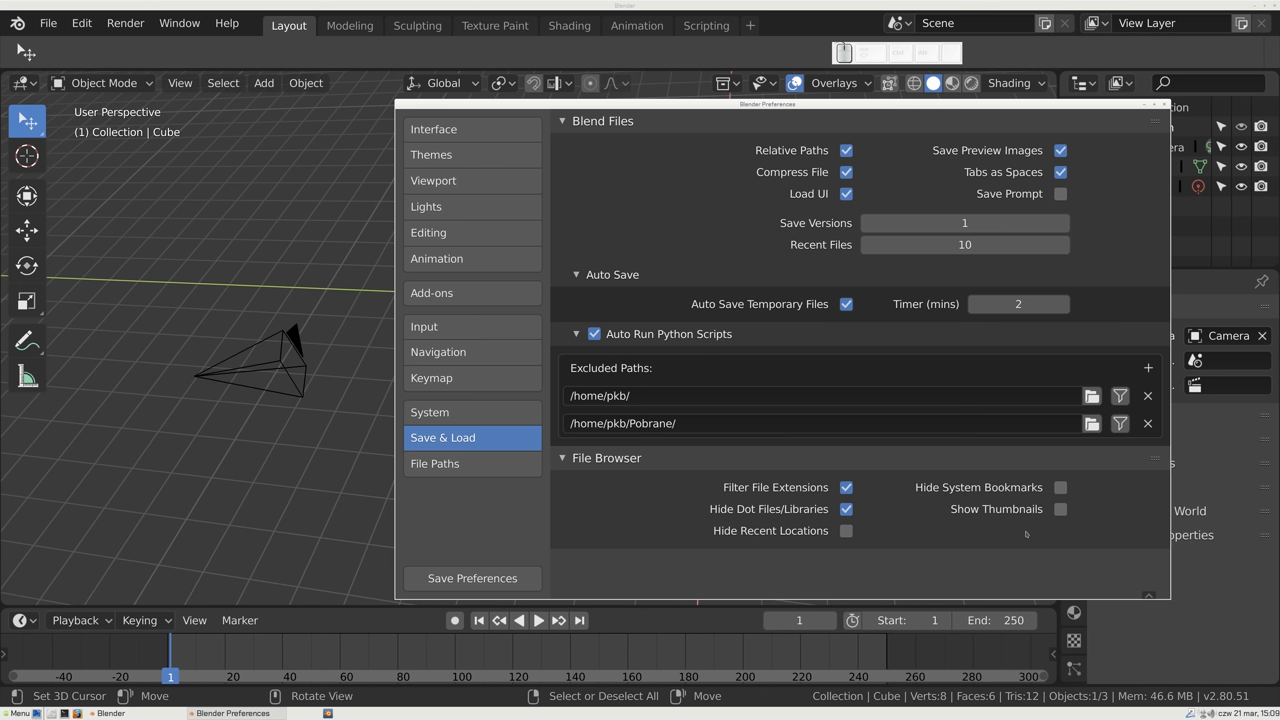 Blender
File Edit Render Window Help Layout Modeling Sculpting Texture Paint Shading Animation Scripting + Scene View Layer
Object Mode View Select Add Object Global Overlays Shading
User Perspective
(1) Collection | Cube
Blender Preferences
Interface
Themes
Viewport
Lights
Editing
Animation
Add-ons
Input
Navigation
Keymap
System
Save & Load
File Paths
Save Preferences
Blend Files
Relative Paths Save Preview Images
Compress File Tabs as Spaces
Load UI Save Prompt
Save Versions 1
Recent Files 10
Auto Save
Auto Save Temporary Files Timer (mins) 2
Auto Run Python Scripts
Excluded Paths:
/home/pkb/
/home/pkb/Pobrane/
File Browser
Filter File Extensions Hide System Bookmarks
Hide Dot Files/Libraries Show Thumbnails
Hide Recent Locations
Camera
World
Playback Keying View Marker 1 Start: 1 End: 250
-40 -20 1 20 40 60 80 100 120 140 160 180 200 220 240 260 280 300
Set 3D Cursor Move Rotate View Select or Deselect All Move Collection | Cube | Verts:8 | Faces:6 | Tris:12 | Objects:1/3 | Mem: 46.6 MB | v2.80.51
Menu Blender Blender Preferences czw 21 mar, 15:09